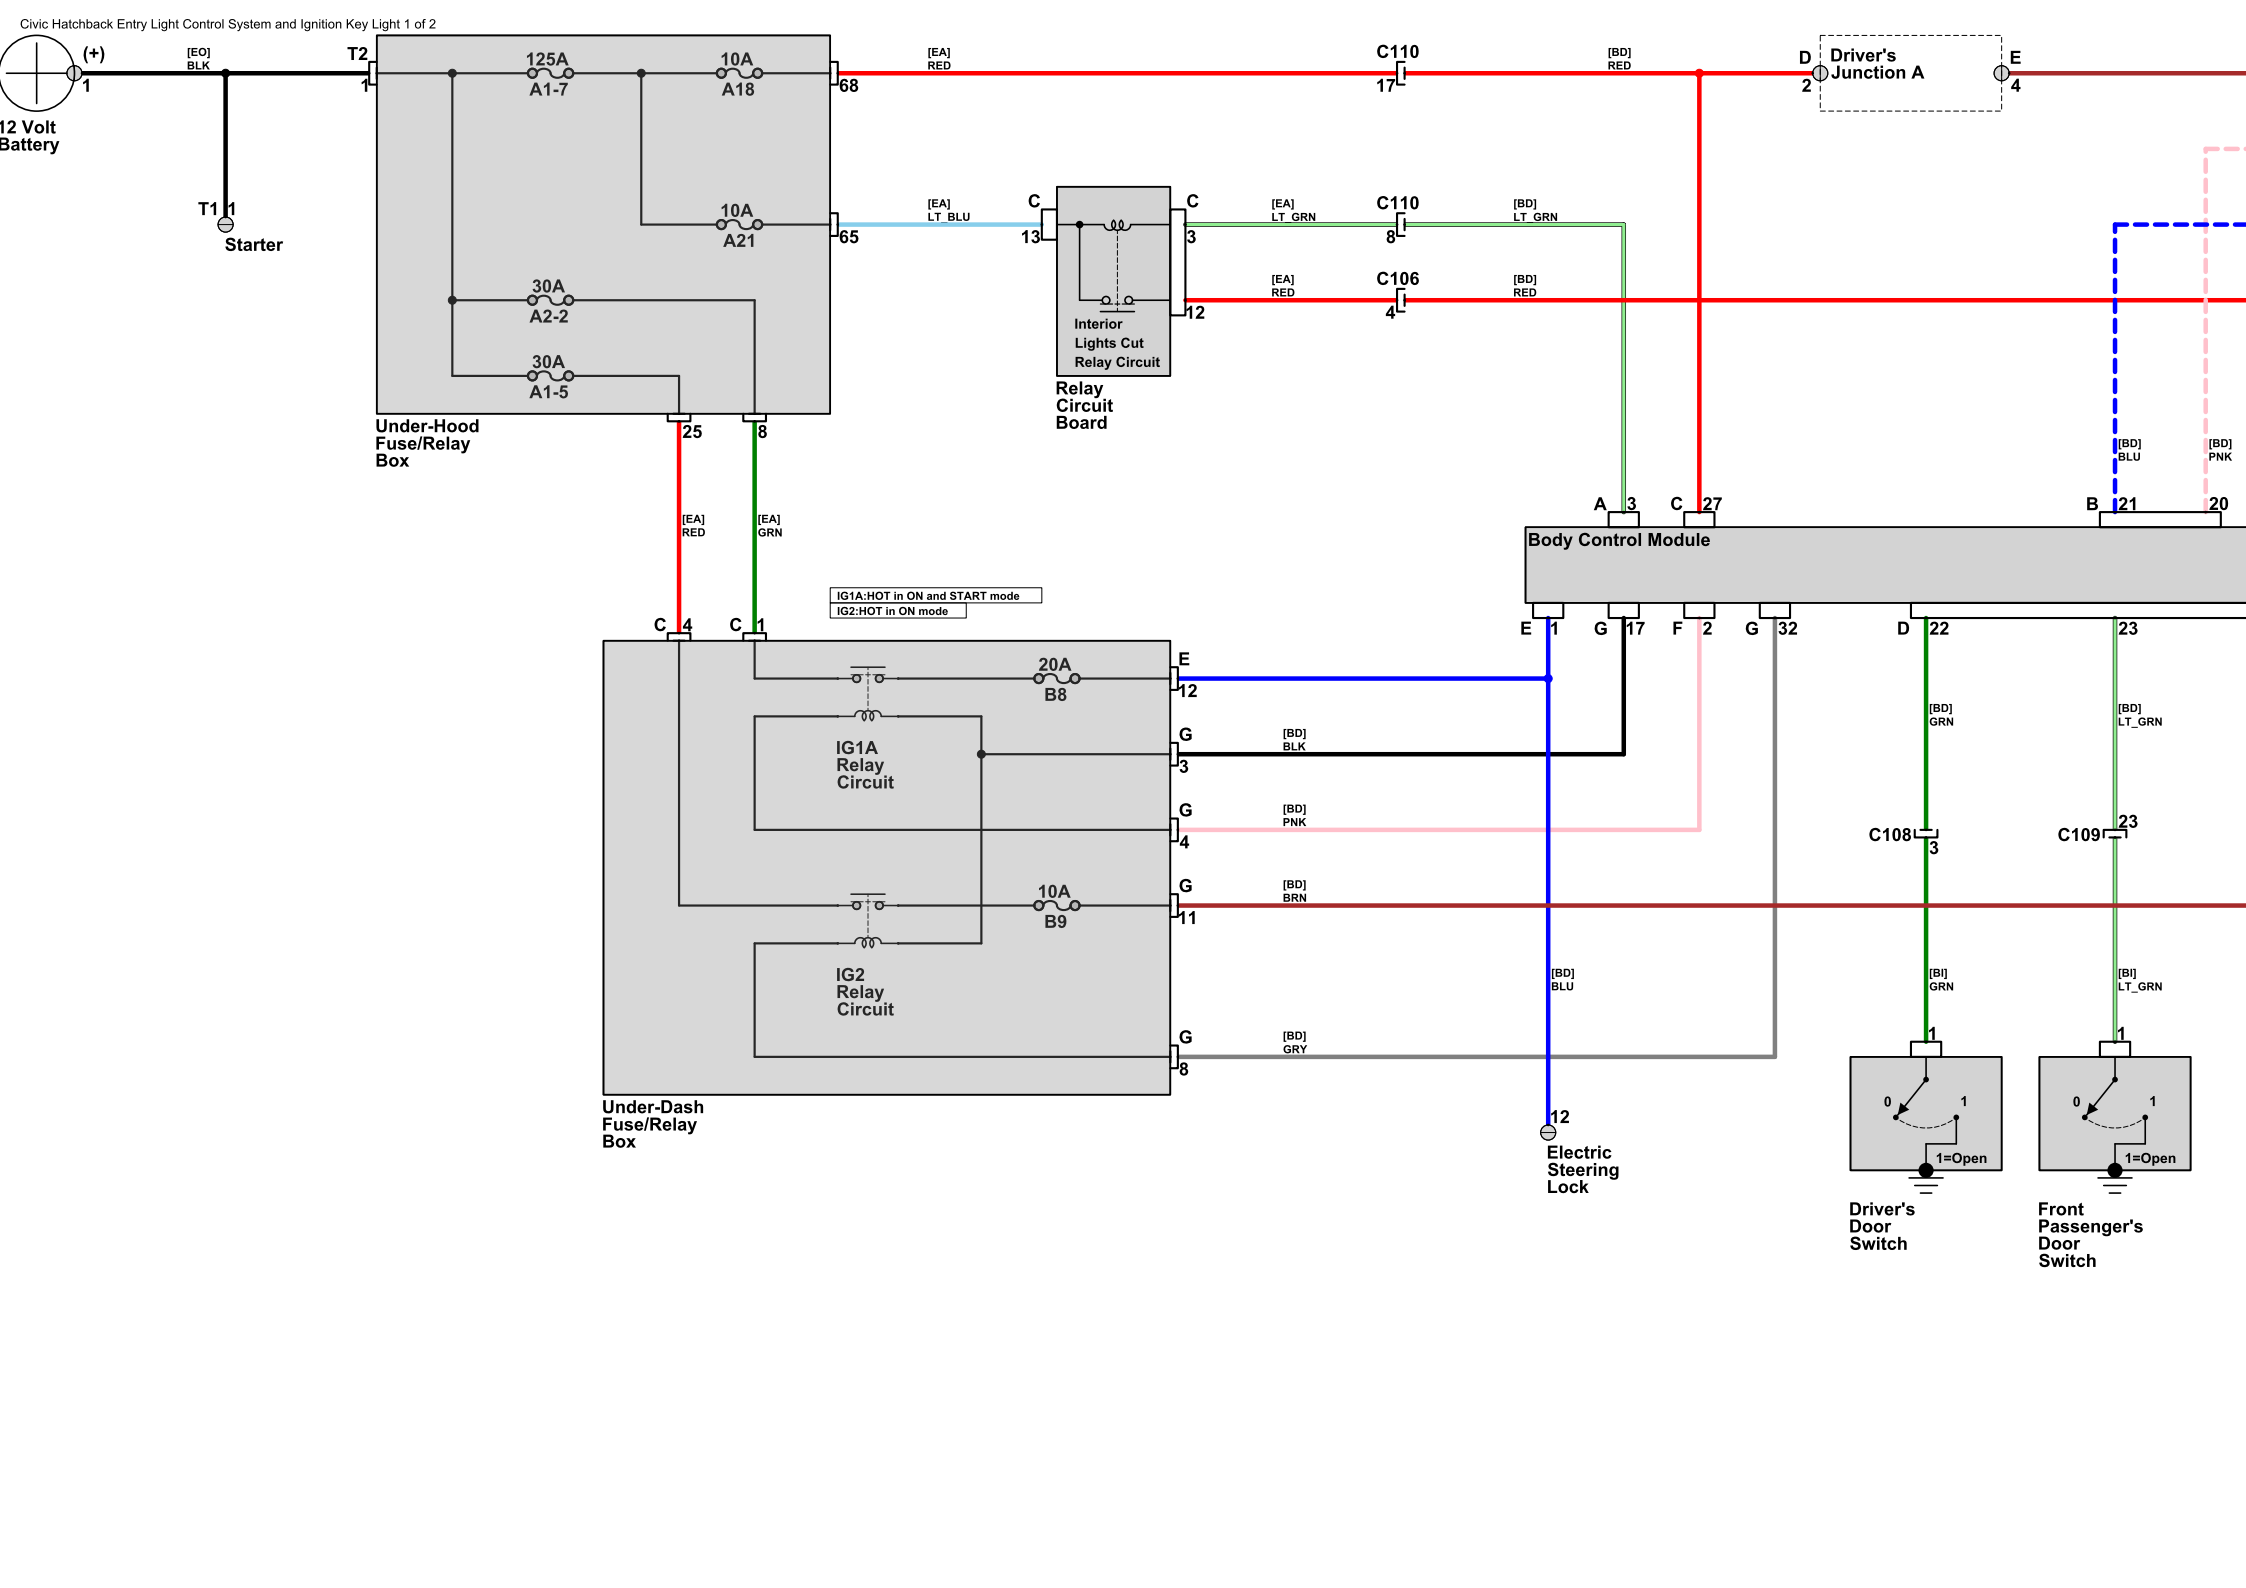 Civic Hatchback Entry Light Control System and Ignition Key Light 1 of 2
(+)
1
12 Volt
Battery
[EO]
BLK
T1 1
Starter
T2
1
125A
A1-7
10A
A18
10A
A21
30A
A2-2
30A
A1-5
68
65
25
8
Under-Hood
Fuse/Relay
Box
[EA]
RED
[EA]
LT_BLU
C
13
C
3
12
Interior
Lights Cut
Relay Circuit
Relay
Circuit
Board
[EA]
LT_GRN
[EA]
RED
C110
17
C110
8
C106
4
[BD]
RED
[BD]
LT_GRN
[BD]
RED
D
2
Driver's
Junction A
E
4
[BD]
BLU
[BD]
PNK
[EA]
RED
[EA]
GRN
A 3
C 27
B 21
20
Body Control Module
E 1
G 17
F 2
G 32
D 22
23
IG1A:HOT in ON and START mode
IG2:HOT in ON mode
C 4
C 1
20A
B8
IG1A
Relay
Circuit
10A
B9
IG2
Relay
Circuit
E
12
G
3
G
4
G
11
G
8
Under-Dash
Fuse/Relay
Box
[BD]
BLK
[BD]
PNK
[BD]
BRN
[BD]
GRY
[BD]
BLU
12
Electric
Steering
Lock
[BD]
GRN
[BD]
LT_GRN
C108
3
C109
23
[BI]
GRN
[BI]
LT_GRN
1
0
1
1=Open
Driver's
Door
Switch
1
0
1
1=Open
Front
Passenger's
Door
Switch